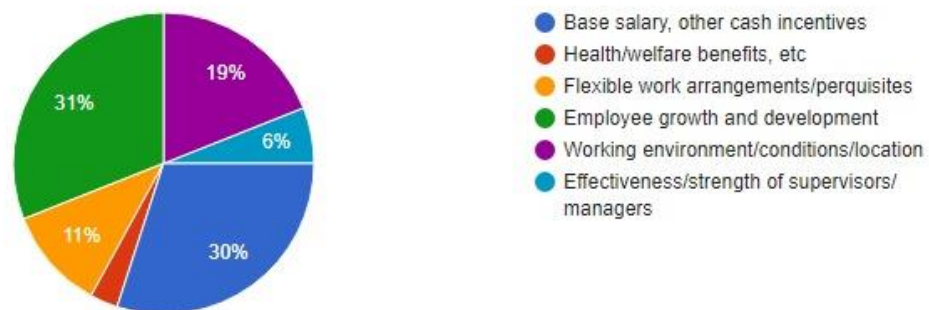 19%
31%
6%
11%
30%
Base salary, other cash incentives
Health/welfare benefits, etc
Flexible work arrangements/perquisites
Employee growth and development
Working environment/conditions/location
Effectiveness/strength of supervisors/
managers